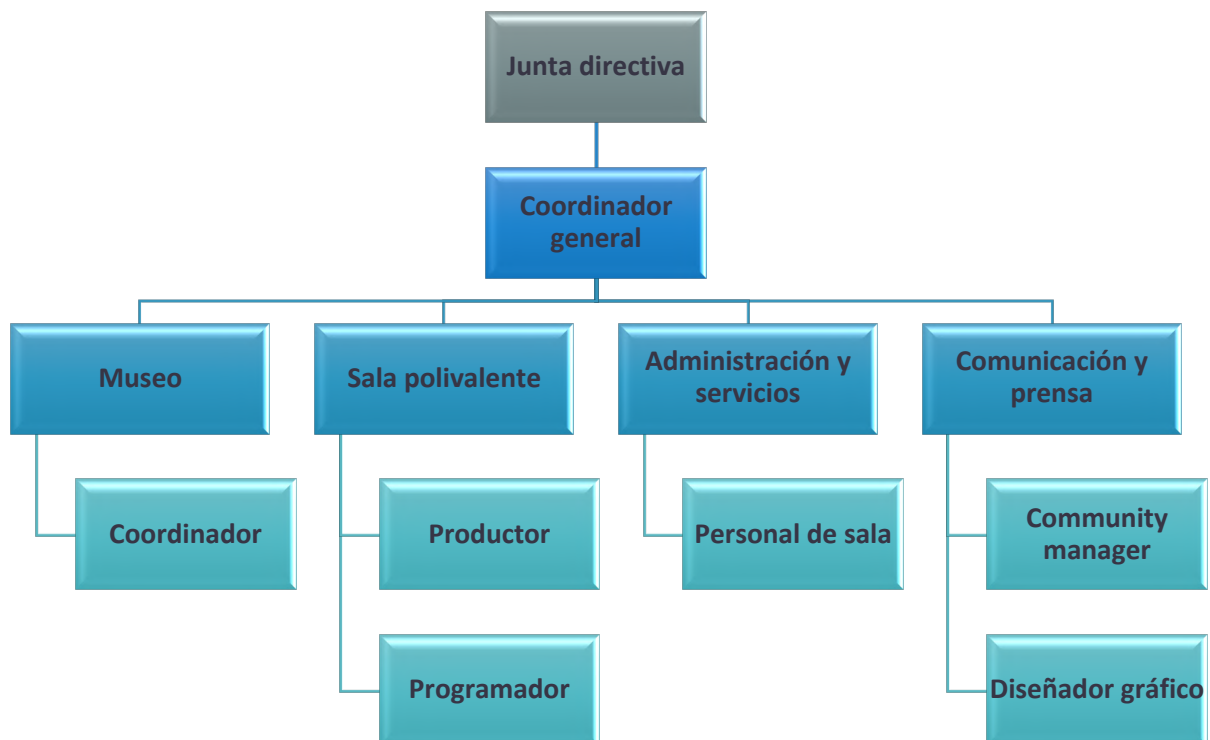 Junta directiva
Coordinador
general
Museo
Sala polivalente
Administración y
servicios
Comunicación y
prensa
Coordinador
Productor
Personal de sala
Community
manager
Programador
Diseñador gráfico